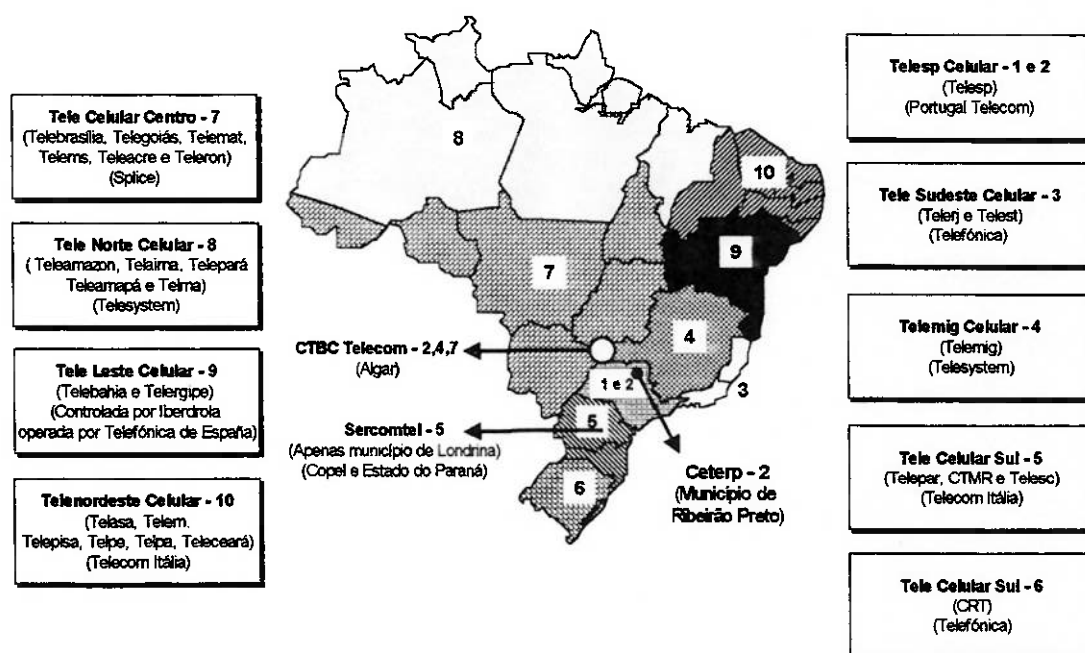 Tele Celular Centro - 7
(Telebrasília, Telegoiás, Telemat,
Telems, Teleacre e Teleron)
(Splice)
Tele Norte Celular - 8
( Teleamazon, Telaima, Telepará
Teleamapá e Telma)
(Telesystem)
Tele Leste Celular - 9
(Telebahia e Telergipe)
(Controlada por Iberdrola
operada por Telefónica de España)
Telenordeste Celular - 10
(Telasa, Telern.
Telepisa, Telpe, Telpa, Teleceará)
(Telecom Itália)
8
10
9
7
4
1 e 2
3
5
6
CTBC Telecom - 2,4,7
(Algar)
Sercomtel - 5
(Apenas município de Londrina)
(Copel e Estado do Paraná)
Ceterp - 2
(Município de
Ribeirão Preto)
Telesp Celular - 1 e 2
(Telesp)
(Portugal Telecom)
Tele Sudeste Celular - 3
(Telerj e Telest)
(Telefónica)
Telemig Celular - 4
(Telemig)
(Telesystem)
Tele Celular Sul - 5
(Telepar, CTMR e Telesc)
(Telecom Itália)
Tele Celular Sul - 6
(CRT)
(Telefónica)